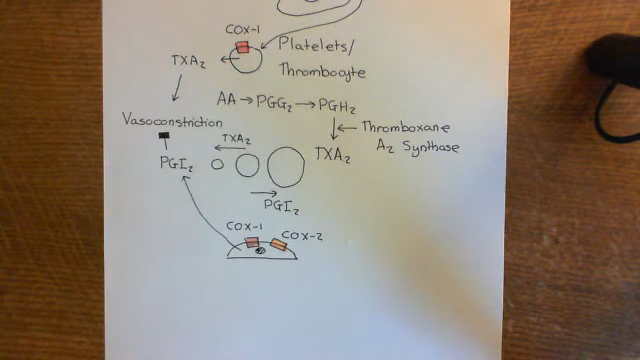 COX-1
Platelets/
Thrombocyte
TXA2
AA → PGG2 → PGH2
Vasoconstriction
Thromboxane
A2 Synthase
TXA2
TXA2
PGI2
PGI2
COX-1
COX-2